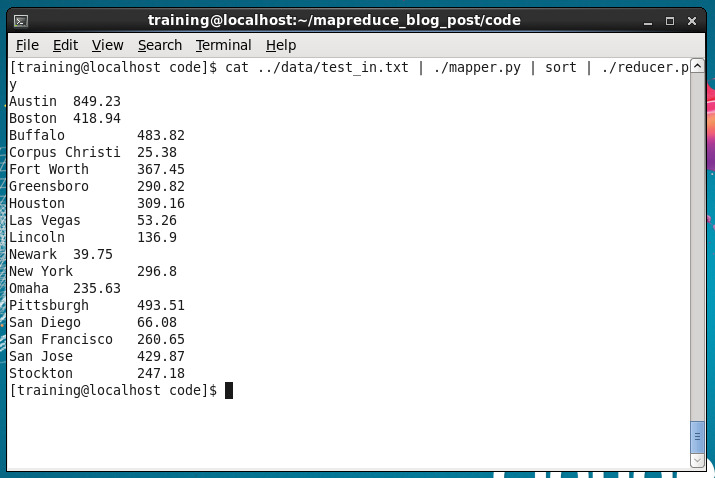 training@localhost:~/mapreduce_blog_post/code
File Edit View Search Terminal Help
[training@localhost code]$ cat ../data/test_in.txt | ./mapper.py | sort | ./reducer.p
y
Austin 849.23
Boston 418.94
Buffalo 483.82
Corpus Christi 25.38
Fort Worth 367.45
Greensboro 290.82
Houston 309.16
Las Vegas 53.26
Lincoln 136.9
Newark 39.75
New York 296.8
Omaha 235.63
Pittsburgh 493.51
San Diego 66.08
San Francisco 260.65
San Jose 429.87
Stockton 247.18
[training@localhost code]$